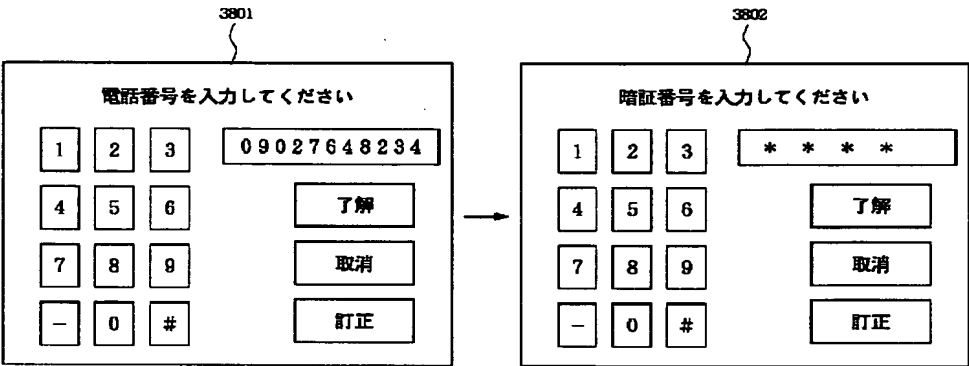 3801
電話番号を入力してください
1 2 3 09027648234
4 5 6 了解
7 8 9 取消
− 0 # 訂正
3802
暗証番号を入力してください
1 2 3 * * * *
4 5 6 了解
7 8 9 取消
− 0 # 訂正